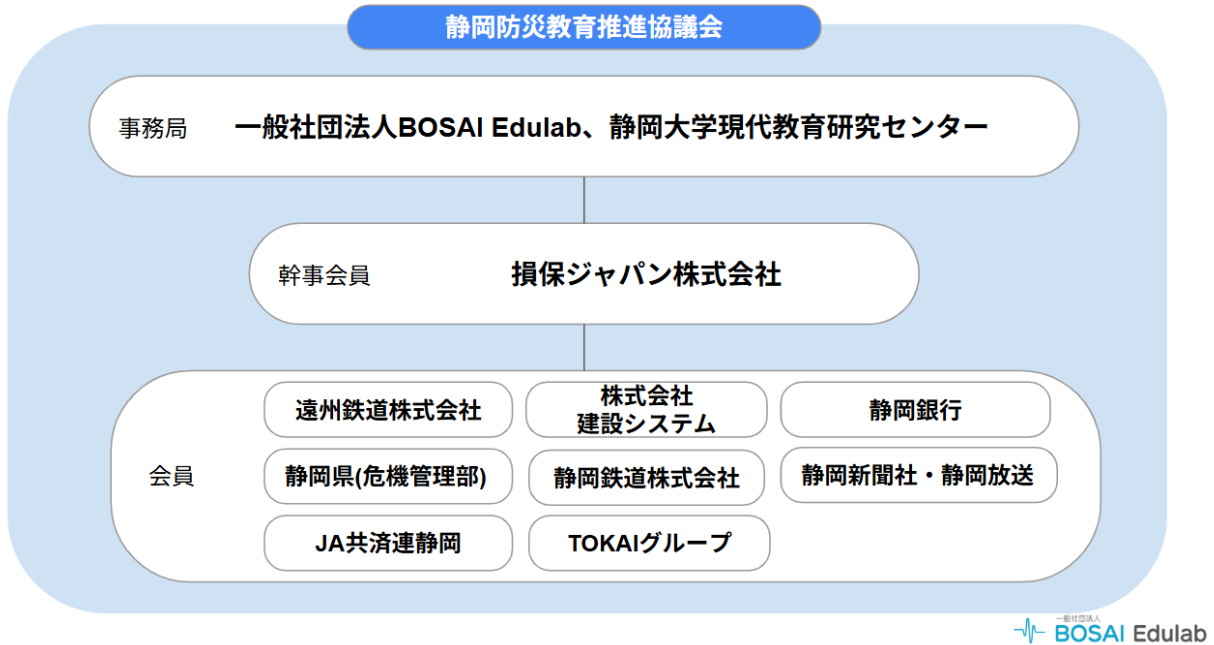 静岡防災教育推進協議会
事務局 一般社団法人BOSAI Edulab、静岡大学現代教育研究センター
幹事会員 損保ジャパン株式会社
会員
遠州鉄道株式会社
株式会社
建設システム
静岡銀行
静岡県(危機管理部)
静岡鉄道株式会社
静岡新聞社・静岡放送
JA共済連静岡
TOKAIグループ
一般社団法人
BOSAI Edulab